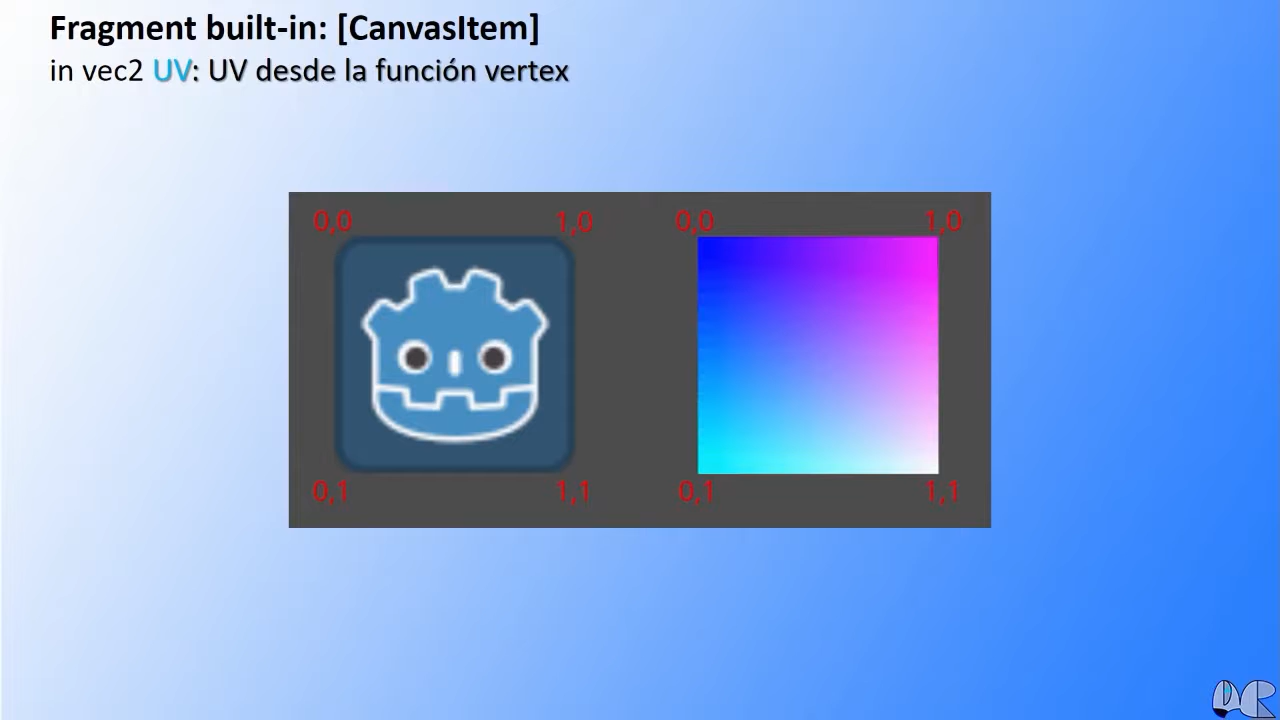 Fragment built-in: [CanvasItem]
in vec2 UV: UV desde la función vertex
0,0 1,0 0,0 1,0
0,1 1,1 0,1 1,1